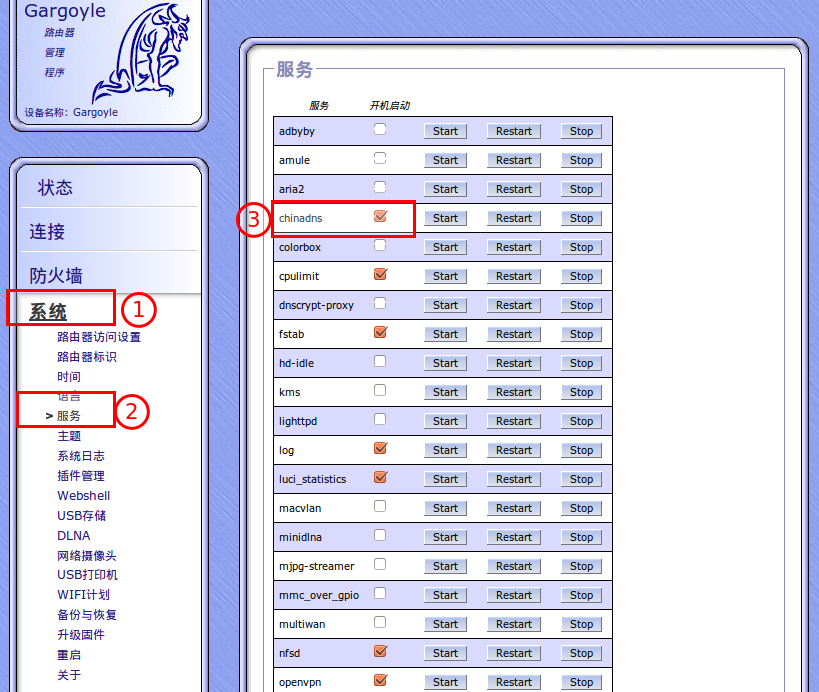 Gargoyle
路由器
管理
程序
设备名称：Gargoyle
状态
连接
防火墙
系统
1
路由器访问设置
路由器标识
时间
语言
> 服务
2
主题
系统日志
插件管理
Webshell
USB存储
DLNA
网络摄像头
USB打印机
WIFI计划
备份与恢复
升级固件
重启
关于
服务
服务 开机启动
adbyby Start Restart Stop
amule Start Restart Stop
aria2 Start Restart Stop
3 chinadns Start Restart Stop
colorbox Start Restart Stop
cpulimit Start Restart Stop
dnscrypt-proxy Start Restart Stop
fstab Start Restart Stop
hd-idle Start Restart Stop
kms Start Restart Stop
lighttpd Start Restart Stop
log Start Restart Stop
luci_statistics Start Restart Stop
macvlan Start Restart Stop
minidlna Start Restart Stop
mjpg-streamer Start Restart Stop
mmc_over_gpio Start Restart Stop
multiwan Start Restart Stop
nfsd Start Restart Stop
openvpn Start Restart Stop